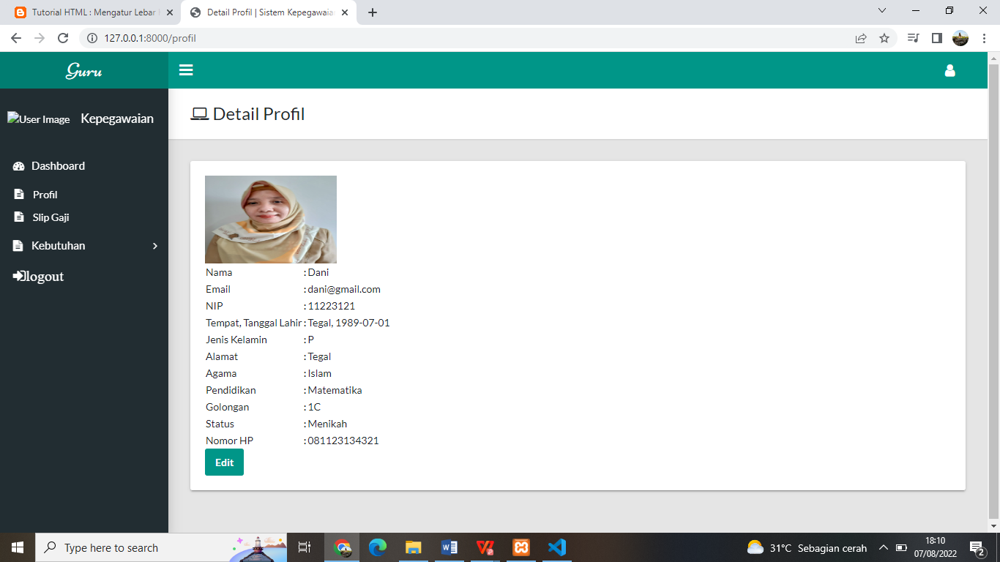 Tutorial HTML : Mengatur Lebar
Detail Profil | Sistem Kepegawaia
127.0.0.1:8000/profil
Guru
User Image
Kepegawaian
Dashboard
Profil
Slip Gaji
Kebutuhan
logout
Detail Profil
Nama : Dani
Email : dani@gmail.com
NIP : 11223121
Tempat, Tanggal Lahir : Tegal, 1989-07-01
Jenis Kelamin : P
Alamat : Tegal
Agama : Islam
Pendidikan : Matematika
Golongan : 1C
Status : Menikah
Nomor HP : 081123134321
Edit
Type here to search
31°C Sebagian cerah
18:10
07/08/2022
2